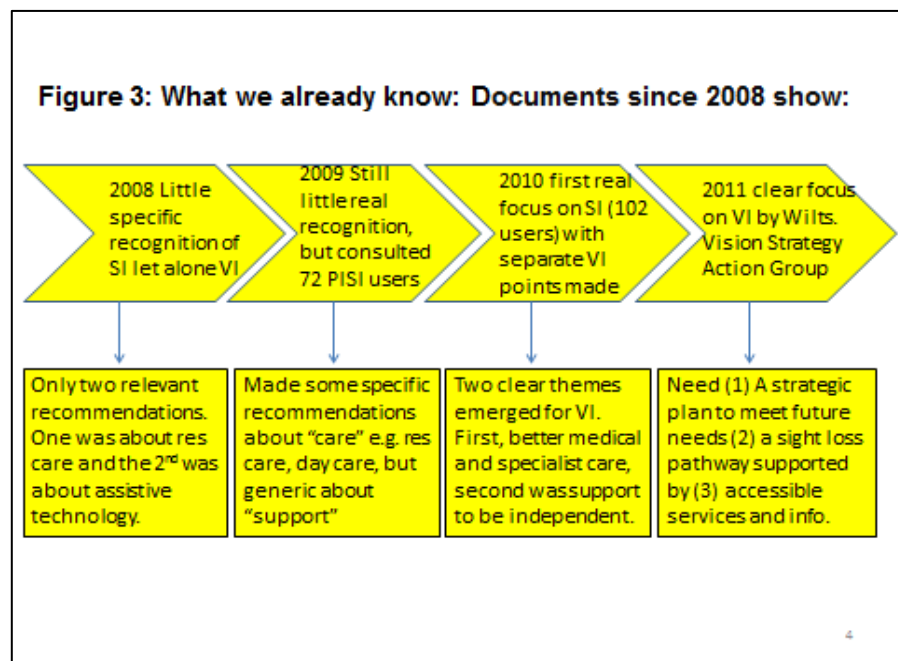 Figure 3: What we already know: Documents since 2008 show:
2008 Little
specific
recognition of
SI let alone VI
2009 Still
little real
recognition,
but consulted
72 PISI users
2010 first real
focus on SI (102
users) with
separate VI
points made
2011 clear focus
on VI by Wilts.
Vision Strategy
Action Group
Only two relevant
recommendations.
One was about res
care and the 2nd was
about assistive
technology.
Made some specific
recommendations
about “care” e.g. res
care, day care, but
generic about
“support”
Two clear themes
emerged for VI.
First, better medical
and specialist care,
second was support
to be independent.
Need (1) A strategic
plan to meet future
needs (2) a sight loss
pathway supported
by (3) accessible
services and info.
4